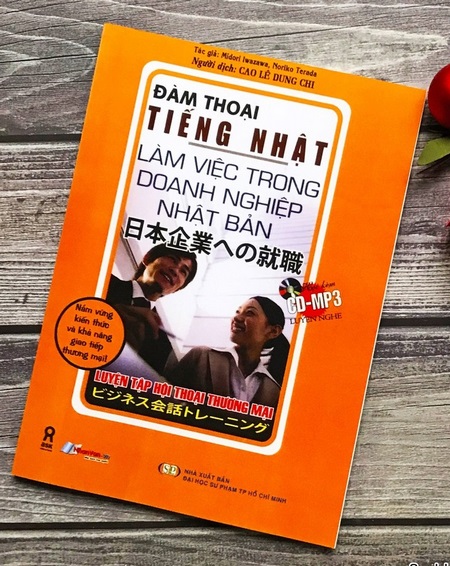 Tác giả: Midori Iwazawa, Noriko Terada
Người dịch: CAO LÊ DUNG CHI
ĐÀM THOẠI
TIẾNG NHẬT
LÀM VIỆC TRONG
DOANH NGHIỆP
NHẬT BẢN
日本企業への就職
CD-MP3
LUYỆN NGHE
Nắm vững
kiến thức
và khả năng
giao tiếp
thương mại!
LUYỆN TẬP HỘI THOẠI THƯƠNG MẠI
ビジネス会話トレーニング
ASK
NHÀ XUẤT BẢN
ĐẠI HỌC SƯ PHẠM TP HỒ CHÍ MINH